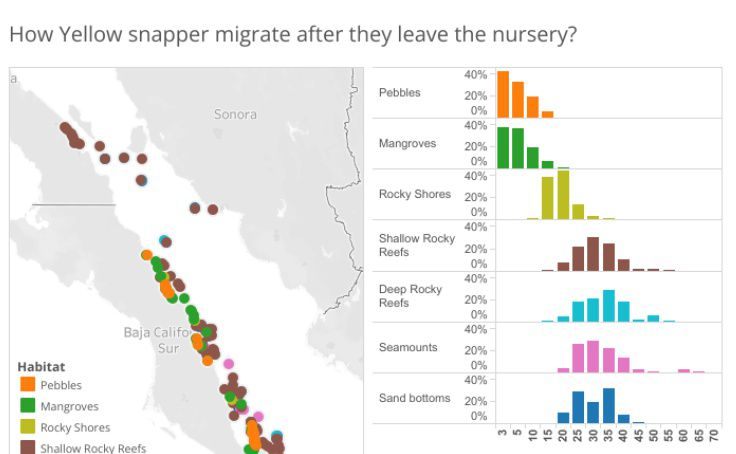 How Yellow snapper migrate after they leave the nursery?
a
Sonora
Baja Califo
Sur
Habitat
Pebbles
Mangroves
Rocky Shores
Shallow Rocky Reefs
Pebbles
40%
20%
0%
Mangroves
40%
20%
0%
Rocky Shores
40%
20%
0%
Shallow Rocky
Reefs
40%
20%
0%
Deep Rocky
Reefs
40%
20%
0%
Seamounts
40%
20%
0%
Sand bottoms
40%
20%
0%
3 5 10 15 20 25 30 35 40 45 50 55 60 65 70